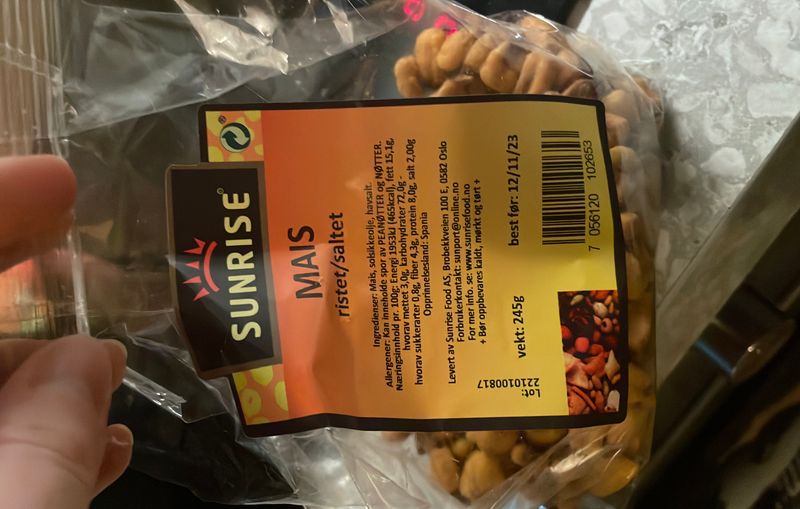 SUNRISE
MAIS
ristet/saltet
Ingredienser: Mais, solsikkeolje, havsalt.
Allergener: Kan inneholde spor av PEANØTTER og NØTTER.
Næringsinnhold pr. 100g: Energi 1953kJ (465kcal), fett 15,1g,
hvorav mettet 3,0g, karbohydrater 72,0g -
hvorav sukkerarter 0,8g, fiber 4,3g, protein 8,0g, salt 2,00g
Opprinnelsesland: Spania
Levert av Sunrise Food AS, Brobekkveien 100 E, 0582 Oslo
Forbrukerkontakt: sunport@online.no
For mer info. se: www.sunrisefood.no
+ Bør oppbevares kaldt, mørkt og tørt +
vekt: 245g
best før: 12/11/23
Lot:
2210100817
7 056120 102653